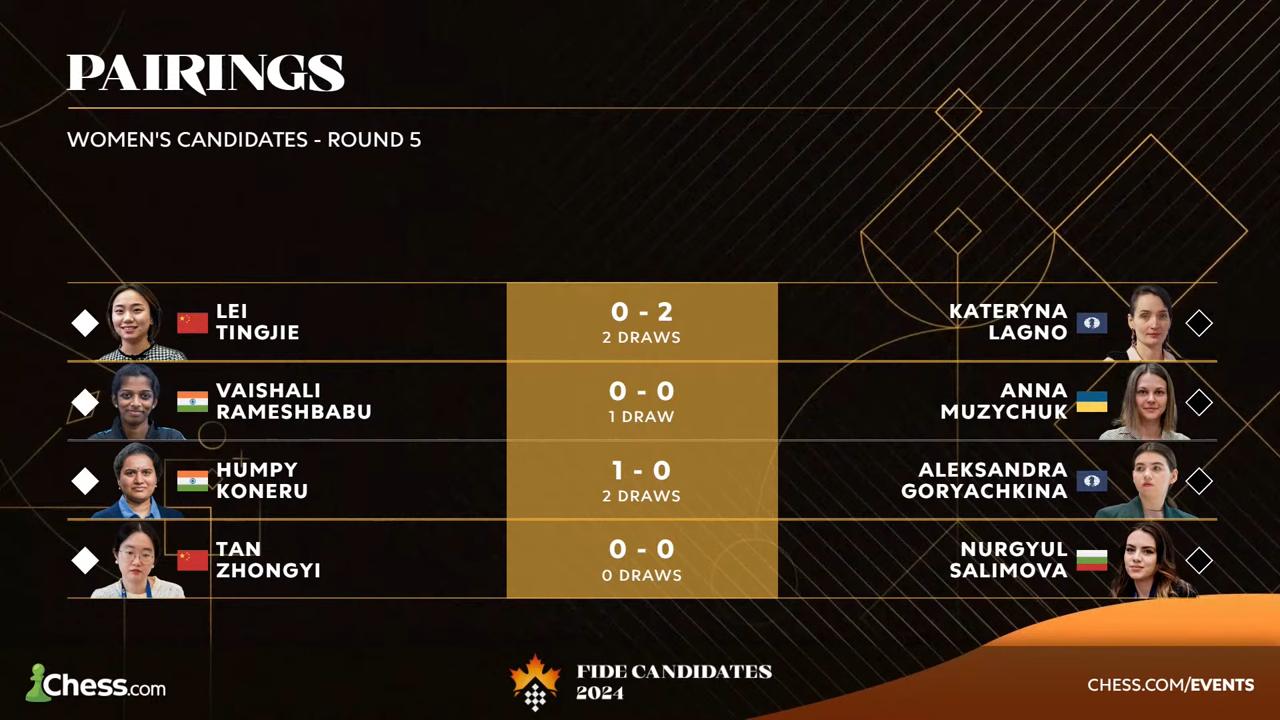 PAIRINGS
WOMEN'S CANDIDATES - ROUND 5
LEI
TINGJIE
0 - 2
2 DRAWS
KATERYNA
LAGNO
VAISHALI
RAMESHBABU
0 - 0
1 DRAW
ANNA
MUZYCHUK
HUMPY
KONERU
1 - 0
2 DRAWS
ALEKSANDRA
GORYACHKINA
TAN
ZHONGYI
0 - 0
0 DRAWS
NURGYUL
SALIMOVA
Chess.com
FIDE CANDIDATES
2024
CHESS.COM/EVENTS